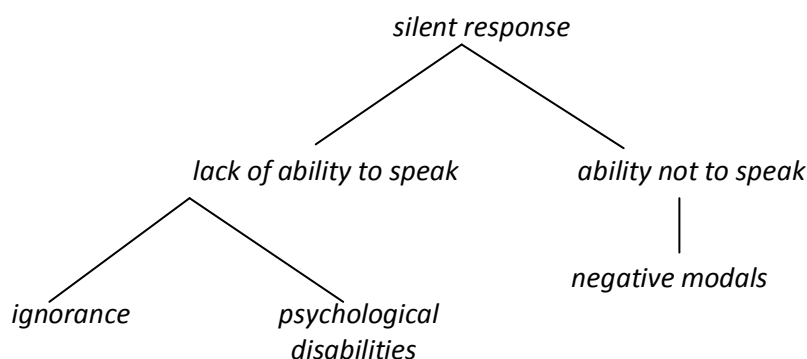 silent response
lack of ability to speak
ability not to speak
negative modals
ignorance
psychological
disabilities